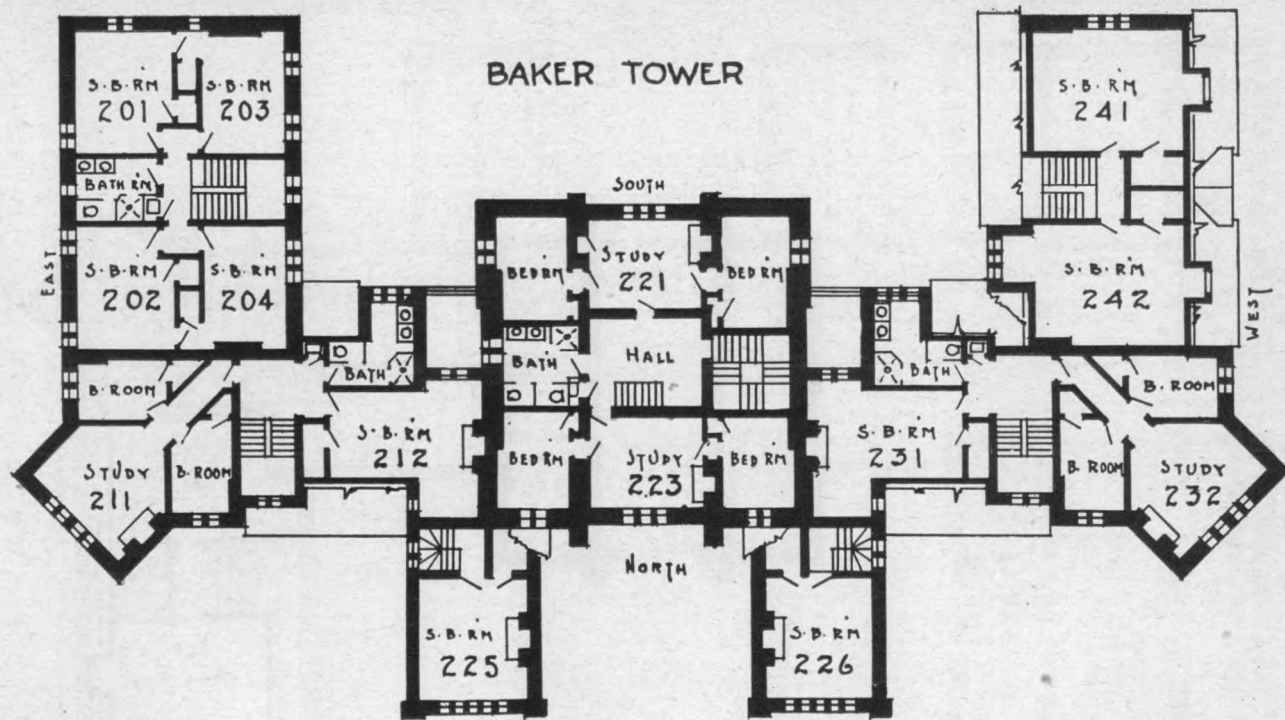 BAKER TOWER
S.B.RM
201
S.B.RM
203
S.B.RM
241
BATH RM
SOUTH
EAST
S.B.RM
202
S.B.RM
204
BED RM
STUDY
221
BED RM
S.B.RM
242
WEST
BATH
BATH
HALL
BATH
B. ROOM
B. ROOM
S.B.RM
212
S.B.RM
231
STUDY
211
B. ROOM
BED RM
STUDY
223
BED RM
B. ROOM
STUDY
232
NORTH
S.B.RM
225
S.B.RM
226